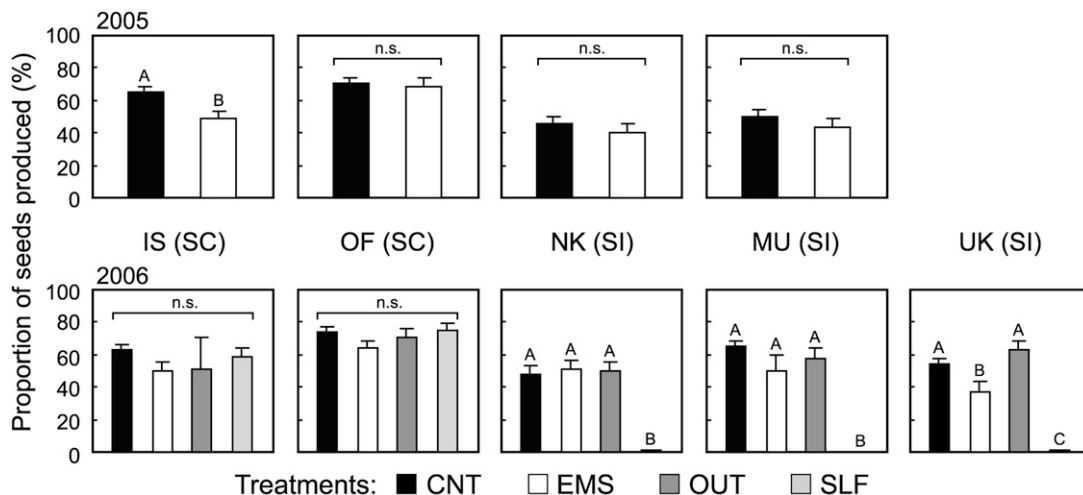 2005
Proportion of seeds produced (%)
100
80
60
40
20
0
A
B
n.s.
n.s.
n.s.
IS (SC)
OF (SC)
NK (SI)
MU (SI)
UK (SI)
2006
100
80
60
40
20
0
n.s.
n.s.
A
A
A
B
A
A
A
B
A
B
A
C
Treatments: CNT EMS OUT SLF